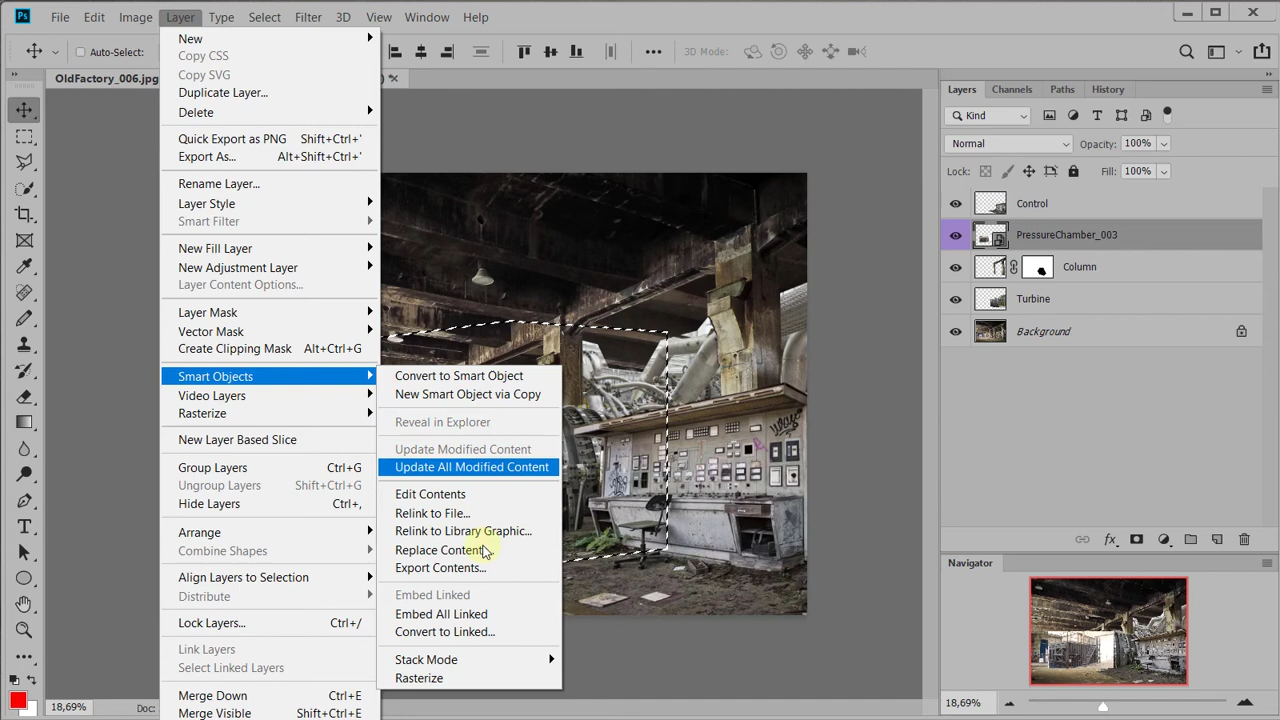 Ps File Edit Image Layer Type Select Filter 3D View Window Help
Auto-Select: 3D Mode:
OldFactory_006.jpg
New
Copy CSS
Copy SVG
Duplicate Layer...
Delete
Quick Export as PNG Shift+Ctrl+'
Export As... Alt+Shift+Ctrl+'
Rename Layer...
Layer Style
Smart Filter
New Fill Layer
New Adjustment Layer
Layer Content Options...
Layer Mask
Vector Mask
Create Clipping Mask Alt+Ctrl+G
Smart Objects
Video Layers
Rasterize
New Layer Based Slice
Group Layers Ctrl+G
Ungroup Layers Shift+Ctrl+G
Hide Layers Ctrl+,
Arrange
Combine Shapes
Align Layers to Selection
Distribute
Lock Layers... Ctrl+/
Link Layers
Select Linked Layers
Merge Down Ctrl+E
Merge Visible Shift+Ctrl+E
Convert to Smart Object
New Smart Object via Copy
Reveal in Explorer
Update Modified Content
Update All Modified Content
Edit Contents
Relink to File...
Relink to Library Graphic...
Replace Content
Export Contents...
Embed Linked
Embed All Linked
Convert to Linked...
Stack Mode
Rasterize
Layers Channels Paths History
Kind
Normal Opacity: 100%
Lock: Fill: 100%
Control
PressureChamber_003
Column
Turbine
Background
fx
Navigator
18,69%
18,69% Doc: